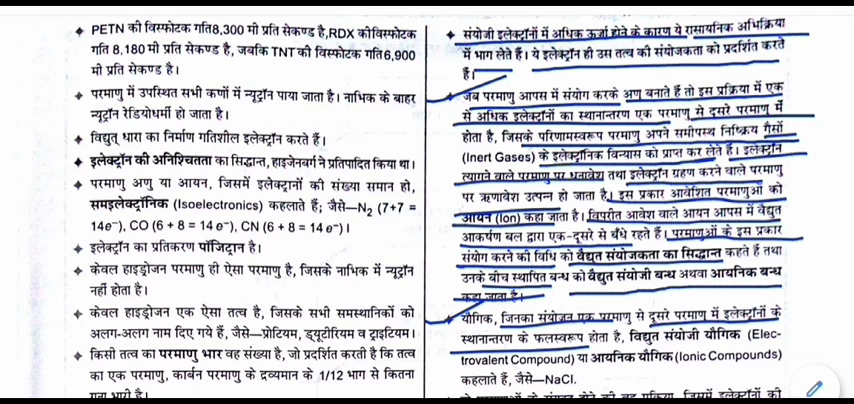 PETN की विस्फोटक गति 8,300 मी प्रति सेकण्ड है, RDX को विस्फोटक
गति 8,180 मी प्रति सेकण्ड है, जबकि TNT की विस्फोटक गति 6,900
मी प्रति सेकण्ड है।
परमाणु में उपस्थित सभी कणों में न्यूट्रॉन पाया जाता है। नाभिक के बाहर
न्यूट्रॉन रेडियोधर्मी हो जाता है।
विद्युत् धारा का निर्माण गतिशील इलेक्ट्रॉन करते हैं।
इलेक्ट्रॉन की अनिश्चितता का सिद्धान्त, हाइजेनबर्ग ने प्रतिपादित किया था।
परमाणु अणु या आयन, जिसमें इलैक्ट्रानों की संख्या समान हो,
समइलेक्ट्रॉनिक (Isoelectronics) कहलाते हैं; जैसे—N₂ (7+7 =
14e⁻), CO (6 + 8 = 14 e⁻), CN (6 + 8 = 14 e⁻)।
इलेक्ट्रॉन का प्रतिकरण पॉजिट्रान है।
केवल हाइड्रोजन परमाणु ही ऐसा परमाणु है, जिसके नाभिक में न्यूट्रॉन
नहीं होता है।
केवल हाइड्रोजन एक ऐसा तत्व है, जिसके सभी समस्थानिकों को
अलग-अलग नाम दिए गये हैं, जैसे—प्रोटियम, ड्यूटीरियम व ट्राइटियम।
किसी तत्व का परमाणु भार वह संख्या है, जो प्रदर्शित करती है कि तत्व
का एक परमाणु, कार्बन परमाणु के द्रव्यमान के 1/12 भाग से कितना
गुना भारी है।
संयोजी इलेक्ट्रॉनों में अधिक ऊर्जा होने के कारण ये रासायनिक अभिक्रिया
में भाग लेते हैं। ये इलेक्ट्रॉन ही उस तत्व की संयोजकता को प्रदर्शित करते
हैं।
जब परमाणु आपस में संयोग करके अणु बनाते हैं तो इस प्रक्रिया में एक
से अधिक इलेक्ट्रॉनों का स्थानान्तरण एक परमाणु से दूसरे परमाणु में
होता है, जिसके परिणामस्वरूप परमाणु अपने समीपस्थ निष्क्रिय गैसों
(Inert Gases) के इलेक्ट्रॉनिक विन्यास को प्राप्त कर लेते हैं। इलेक्ट्रॉन
त्यागने वाले परमाणु पर धनावेश तथा इलेक्ट्रॉन ग्रहण करने वाले परमाणु
पर ऋणावेश उत्पन्न हो जाता है। इस प्रकार आवेशित परमाणुओं को
आयन (Ion) कहा जाता है। विपरीत आवेश वाले आयन आपस में वैद्युत
आकर्षण बल द्वारा एक-दूसरे से बँधे रहते हैं। परमाणुओं के इस प्रकार
संयोग करने की विधि को वैद्युत संयोजकता का सिद्धान्त कहते हैं तथा
उनके बीच स्थापित बन्ध को वैद्युत संयोजी बन्ध अथवा आयनिक बन्ध
कहा जाता है।
यौगिक, जिनका संयोजन एक परमाणु से दूसरे परमाणु में इलेक्ट्रॉनों के
स्थानान्तरण के फलस्वरूप होता है, विद्युत संयोजी यौगिक (Elec-
trovalent Compound) या आयनिक यौगिक (Ionic Compounds)
कहलाते हैं, जैसे—NaCl.